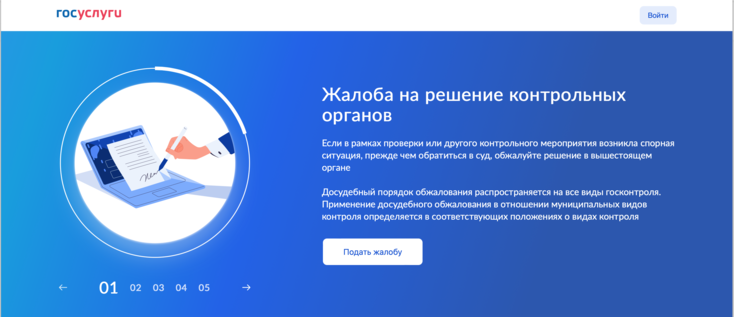 госуслуги
Войти
Жалоба на решение контрольных
органов
Если в рамках проверки или другого контрольного мероприятия возникла спорная
ситуация, прежде чем обратиться в суд, обжалуйте решение в вышестоящем
органе
Досудебный порядок обжалования распространяется на все виды госконтроля.
Применение досудебного обжалования в отношении муниципальных видов
контроля определяется в соответствующих положениях о видах контроля
Подать жалобу
01 02 03 04 05